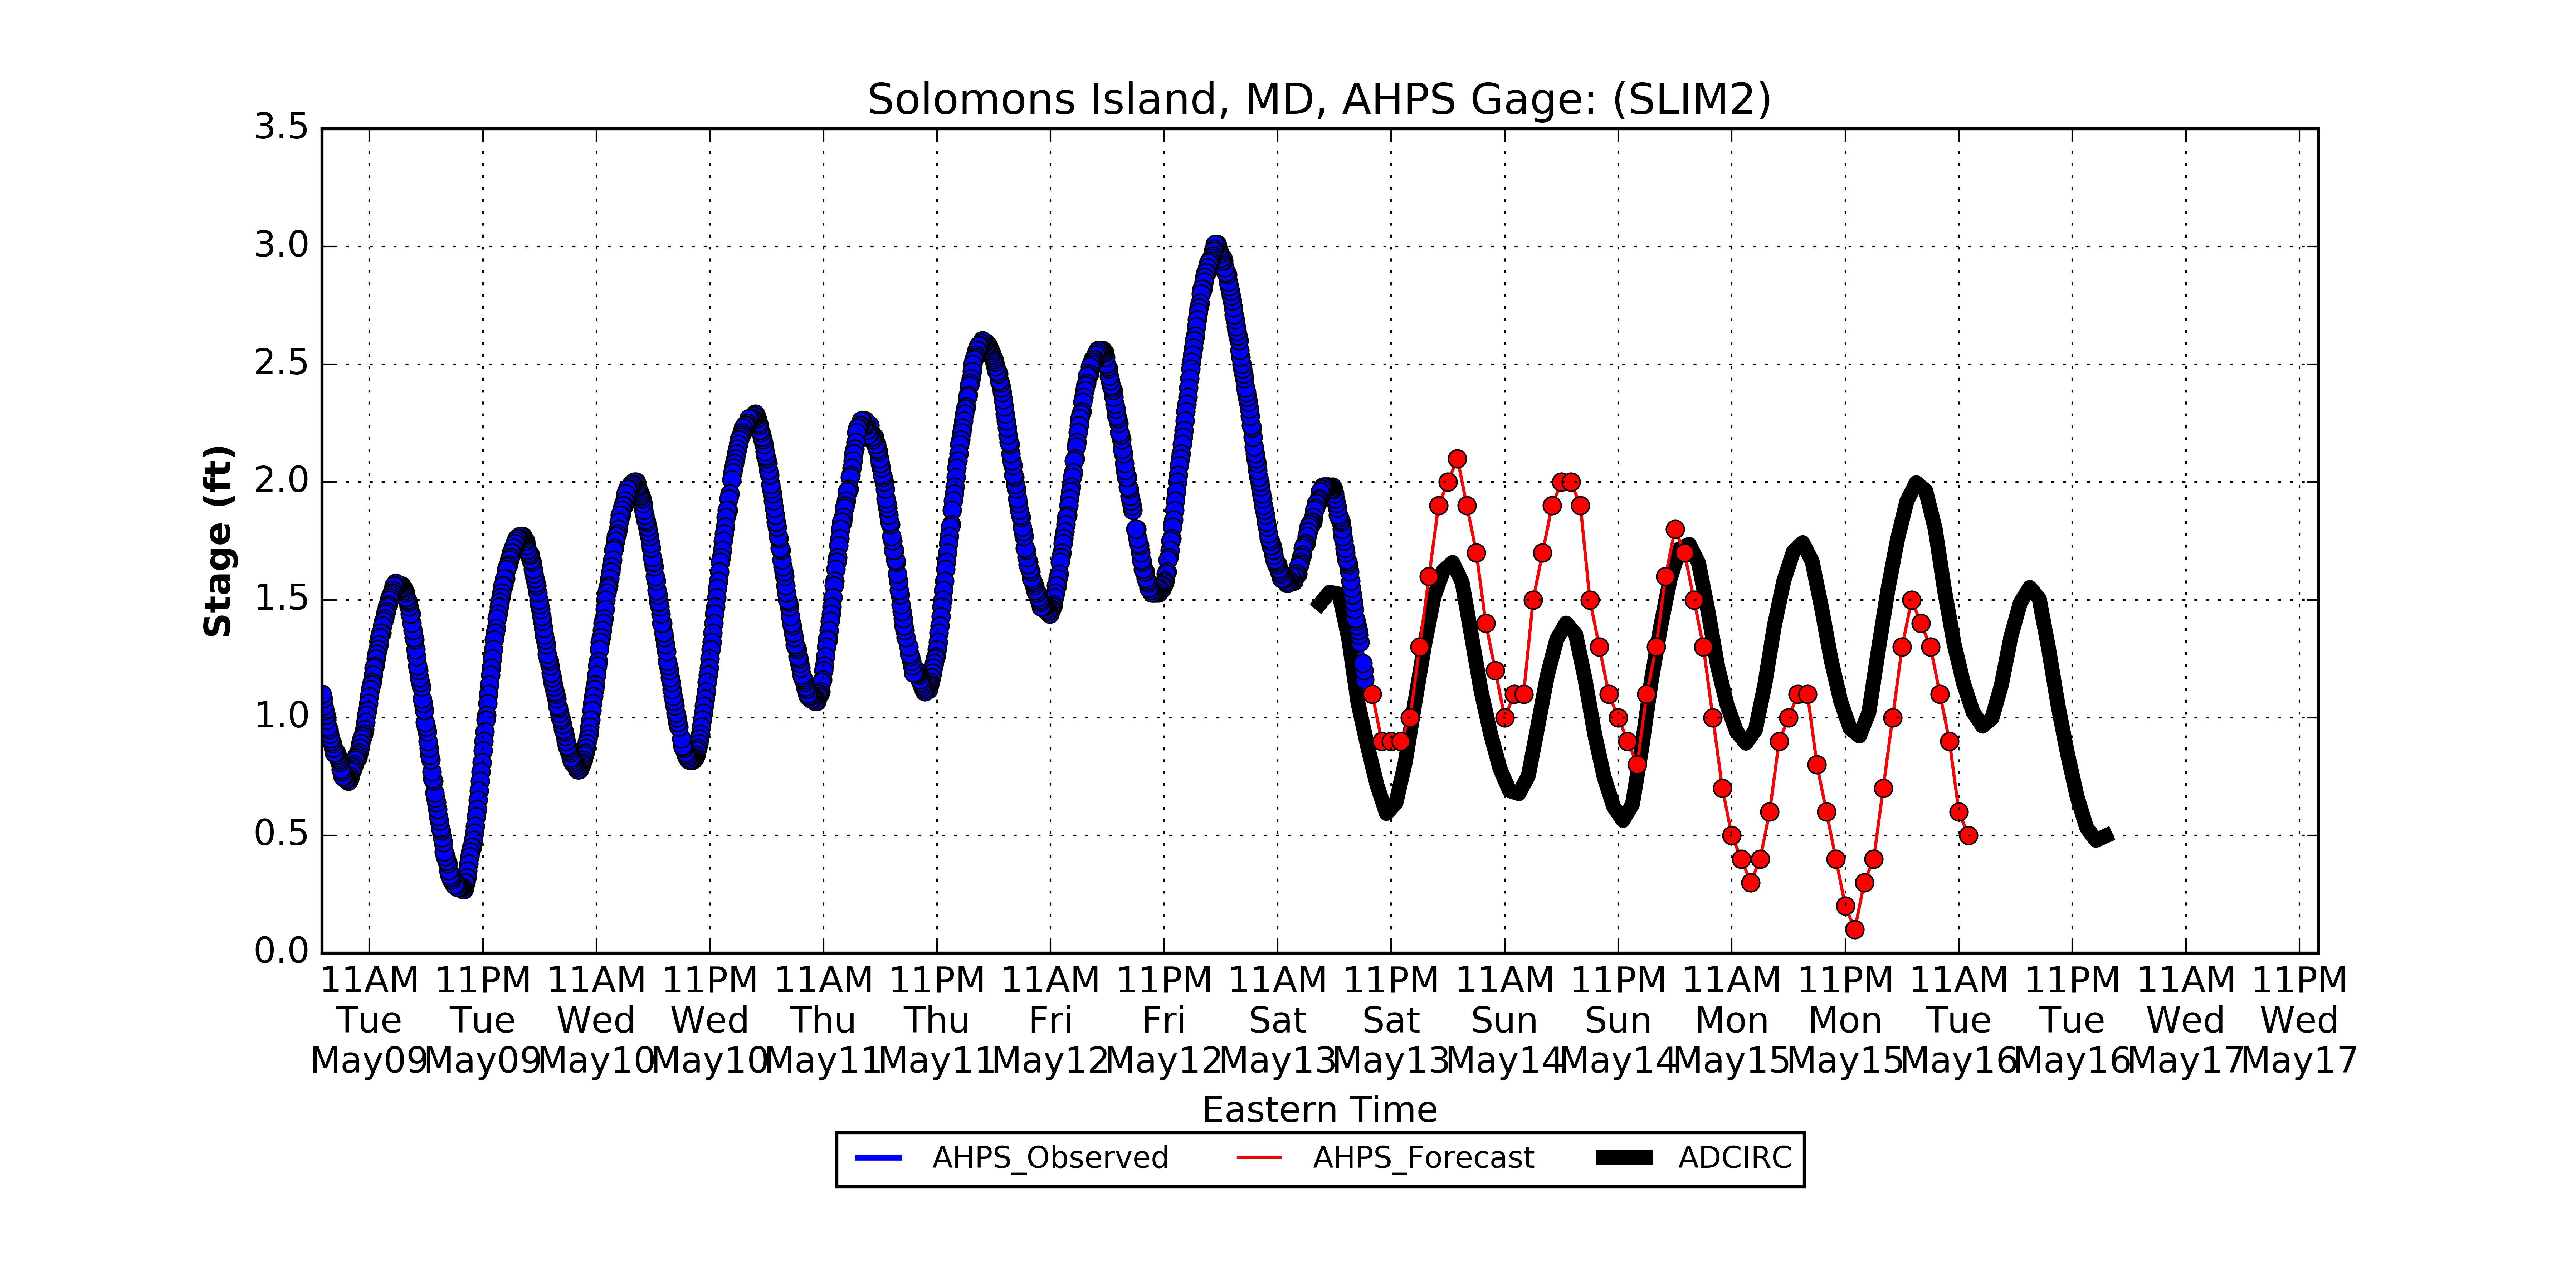 Solomons Island, MD, AHPS Gage: (SLIM2)
3.5
3.0
2.5
2.0
1.5
1.0
0.5
0.0
Stage (ft)
11AM 11PM 11AM 11PM 11AM 11PM 11AM 11PM 11AM 11PM 11AM 11PM 11AM 11PM 11AM 11PM 11AM 11PM
Tue Tue Wed Wed Thu Thu Fri Fri Sat Sat Sun Sun Mon Mon Tue Tue Wed Wed
May09 May09 May10 May10 May11 May11 May12 May12 May13 May13 May14 May14 May15 May15 May16 May16 May17 May17
Eastern Time
AHPS_Observed AHPS_Forecast ADCIRC